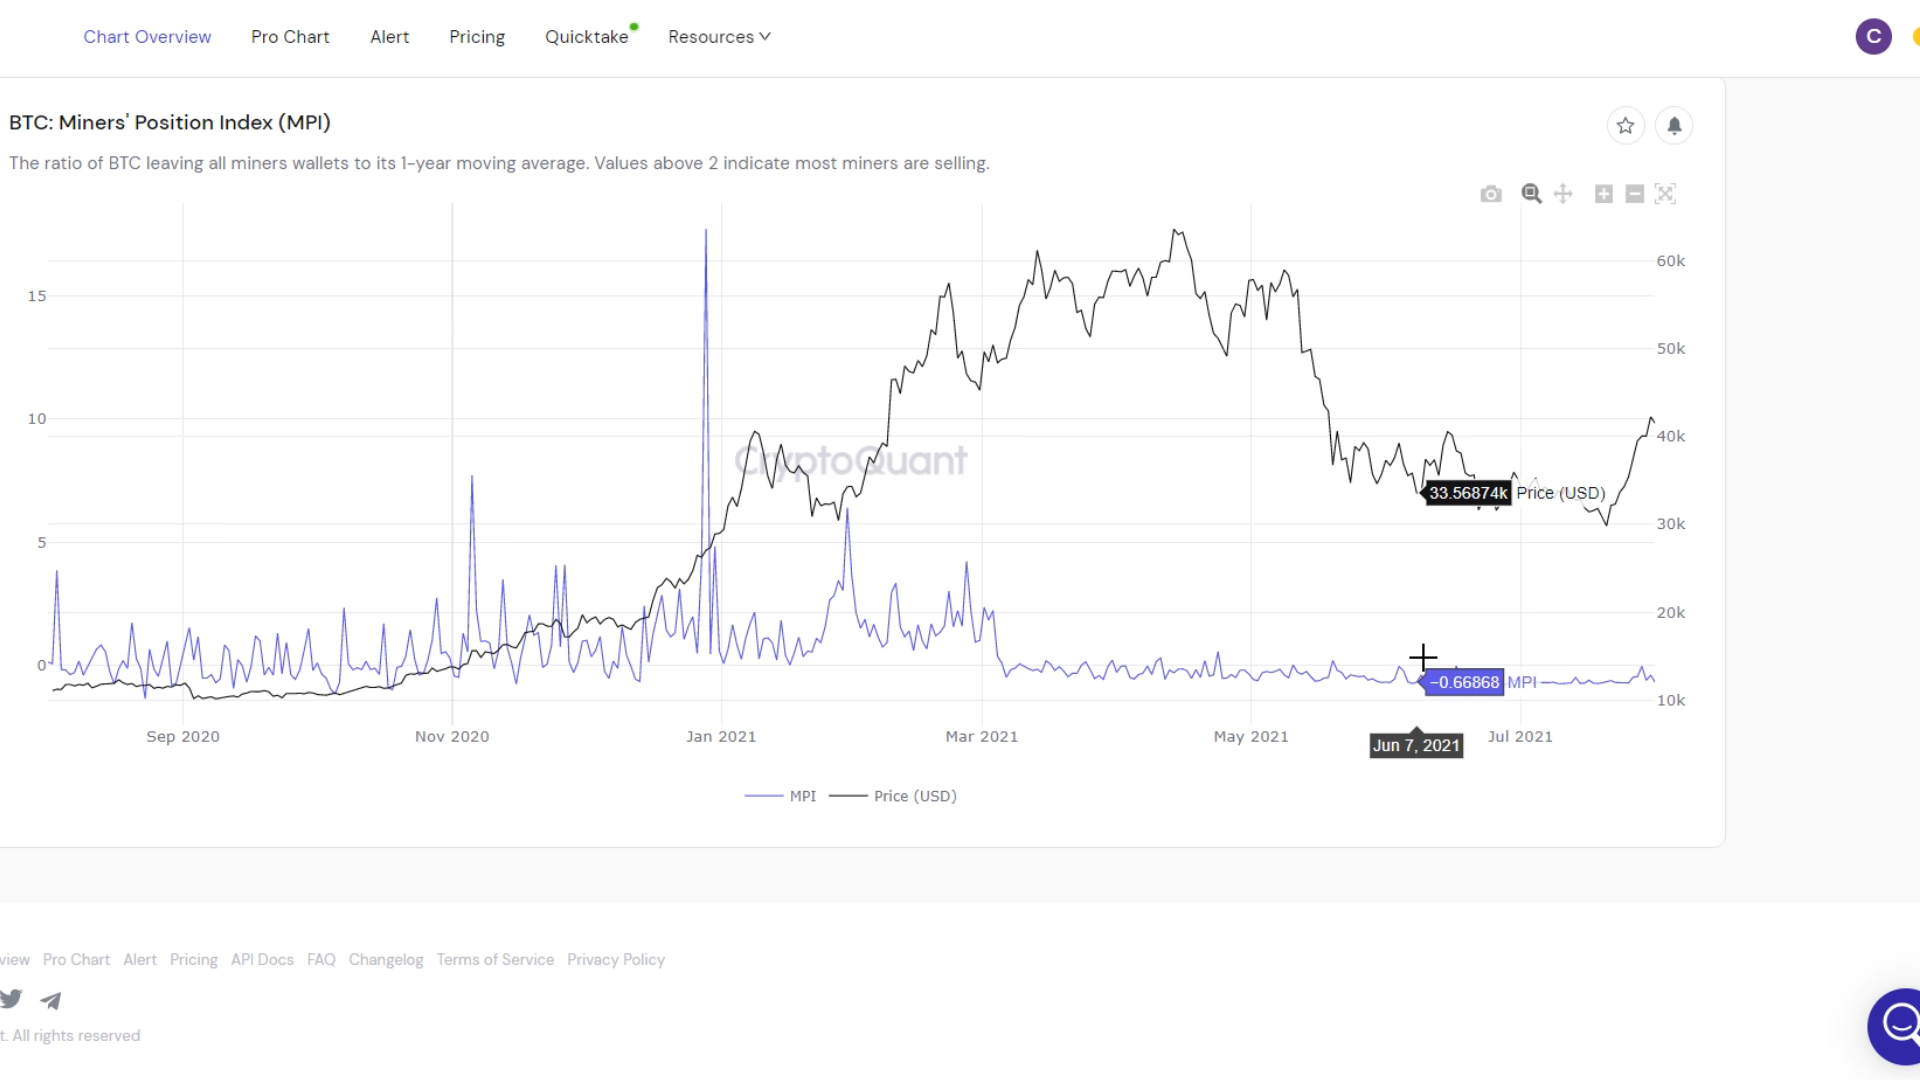 Chart Overview Pro Chart Alert Pricing Quicktake Resources C
BTC: Miners' Position Index (MPI)
The ratio of BTC leaving all miners wallets to its 1-year moving average. Values above 2 indicate most miners are selling.
60k
15
50k
10
40k
CryptoQuant
33.56874k Price (USD)
30k
5
20k
0
−0.66868 MPI
10k
Sep 2020 Nov 2020 Jan 2021 Mar 2021 May 2021 Jul 2021
Jun 7, 2021
MPI Price (USD)
view Pro Chart Alert Pricing API Docs FAQ Changelog Terms of Service Privacy Policy
t. All rights reserved